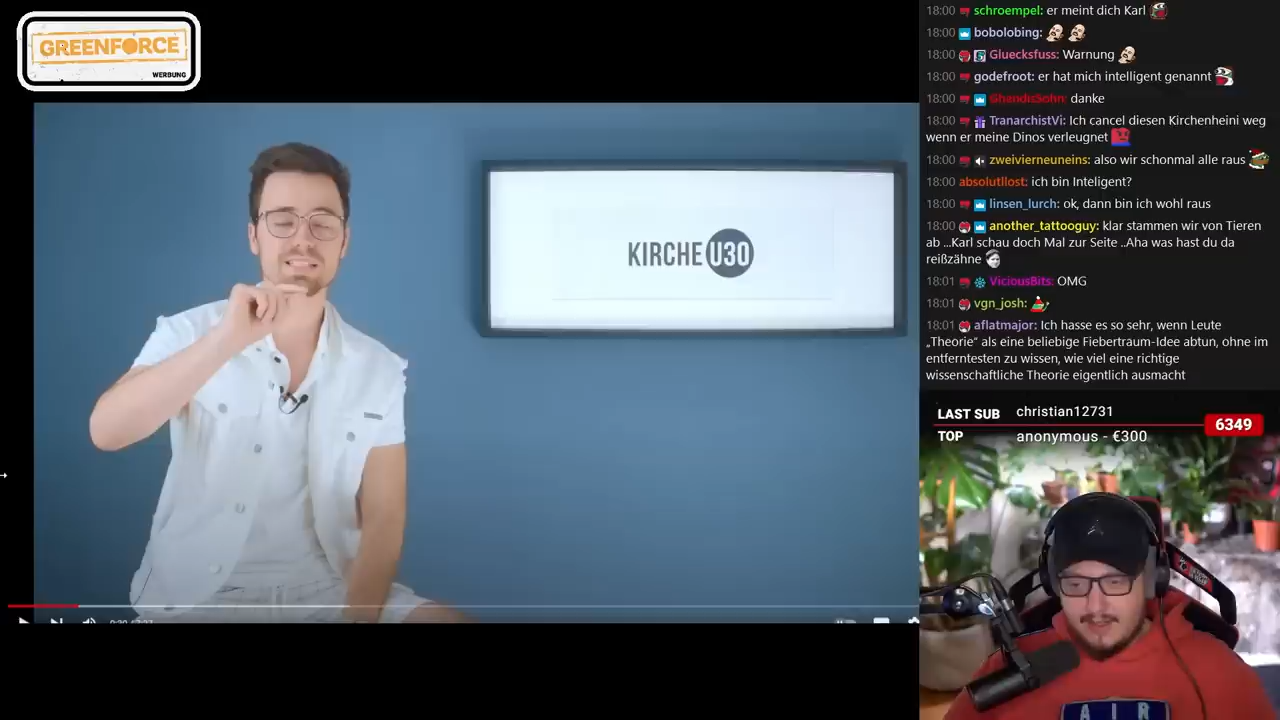 GREENFORCE
WERBUNG
KIRCHE U30
18:00 schroempel: er meint dich Karl
18:00 bobolobing:
18:00 Gluecksfuss: Warnung
18:00 godefroot: er hat mich intelligent genannt
18:00 GhandisSohn: danke
18:00 TranarchistVi: Ich cancel diesen Kirchenheini weg
wenn er meine Dinos verleugnet
18:00 zweivierneuneins: also wir schonmal alle raus
18:00 absolutllost: ich bin Inteligent?
18:00 linsen_lurch: ok, dann bin ich wohl raus
18:00 another_tattooguy: klar stammen wir von Tieren
ab ..Karl schau doch Mal zur Seite ..Aha was hast du da
reißzähne
18:01 ViciousBits: OMG
18:01 vgn_josh:
18:01 aflatmajor: Ich hasse es so sehr, wenn Leute
„Theorie“ als eine beliebige Fiebertraum-Idee abtun, ohne im
entferntesten zu wissen, wie viel eine richtige
wissenschaftliche Theorie eigentlich ausmacht
LAST SUB christian12731
6349
TOP anonymous - €300
AIR